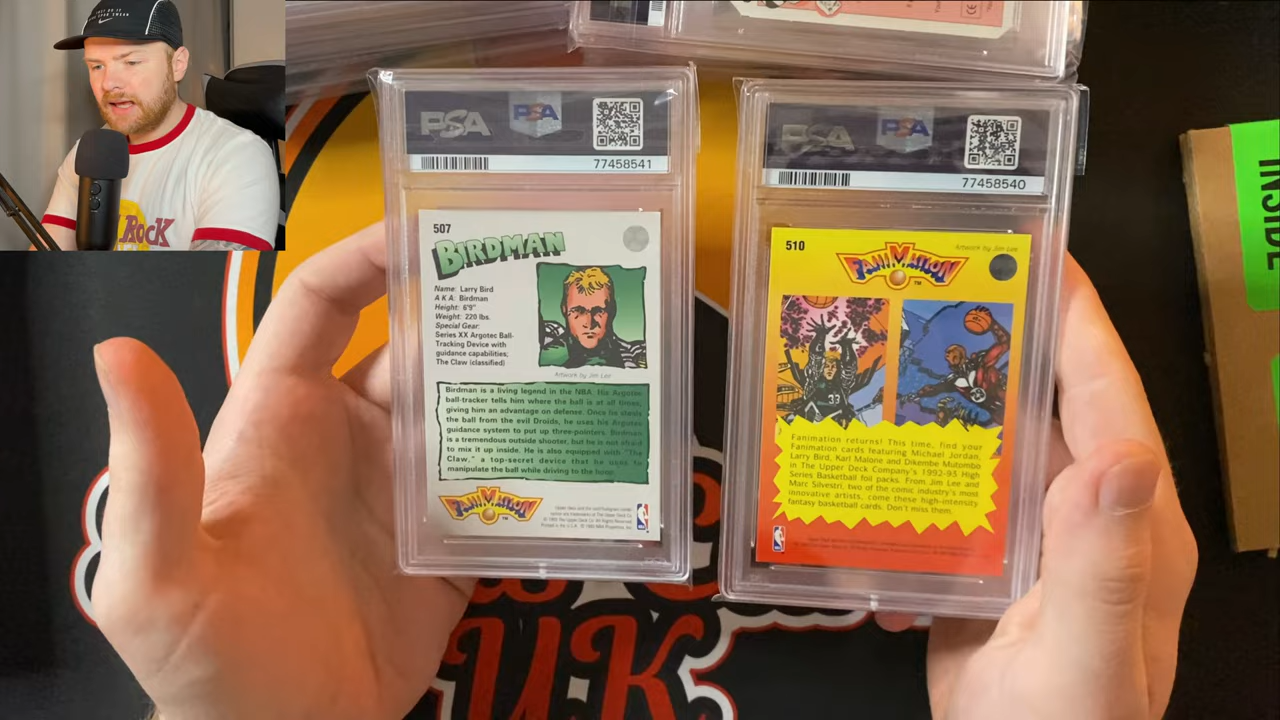 Rock
PSA
PSA
77458541
507
BIRDMAN
Name: Larry Bird
A K A: Birdman
Height: 6'9"
Weight: 220 lbs.
Special Gear:
Series XX Argotec Ball-
Tracking Device with
guidance capabilities;
The Claw (classified)
Artwork by Jim Lee
Birdman is a living legend in the NBA. His Argotec
ball-tracker tells him where the ball is at all times,
giving him an advantage on defense. Once he steals
the ball from the evil Droids, he uses his Argotec
guidance system to put up three-pointers. Birdman
is a tremendous outside shooter, but he is not afraid
to mix it up inside. He is also equipped with "The
Claw," a top-secret device that he uses to
manipulate the ball while driving to the hoop.
FANIMATION
TM
PSA
PSA
77458540
510
Artwork by Jim Lee
FANIMATION
TM
33
Fanimation returns! This time, find your
Fanimation cards featuring Michael Jordan,
Larry Bird, Karl Malone and Dikembe Mutombo
in The Upper Deck Company's 1992-93 High
Series Basketball foil packs. From Jim Lee and
Marc Silvestri, two of the comic industry's most
innovative artists, come these high-intensity
fantasy basketball cards. Don't miss them.
INSIDE
U.K